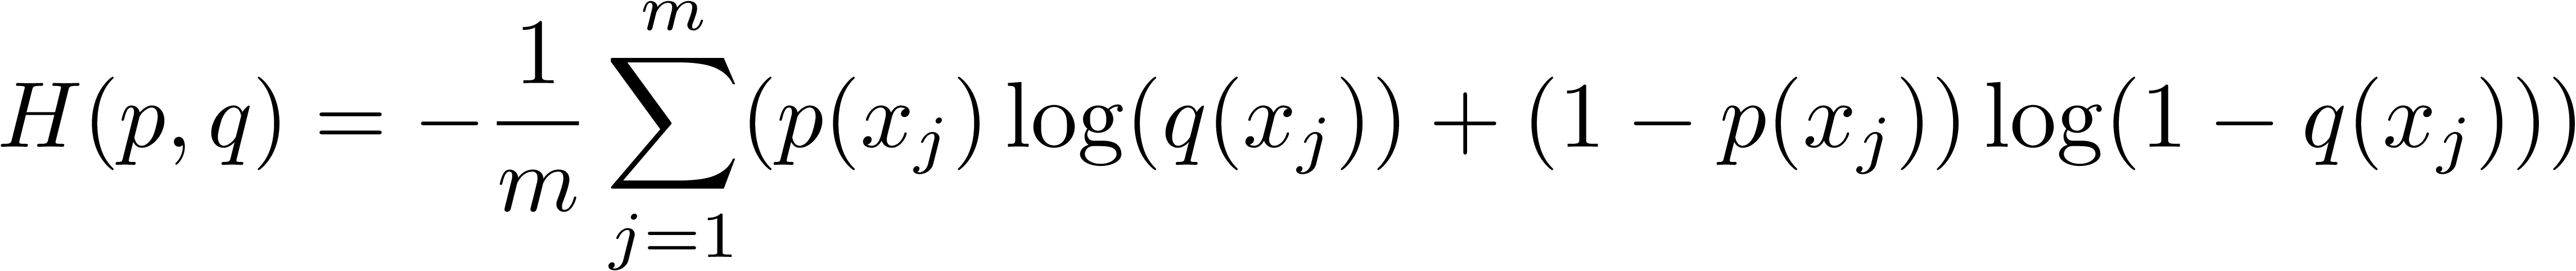 H(p, q) = -\frac{1}{m} \sum_{j=1}^{m} (p(x_j) \log(q(x_j)) + (1 - p(x_j)) \log(1 - q(x_j)))